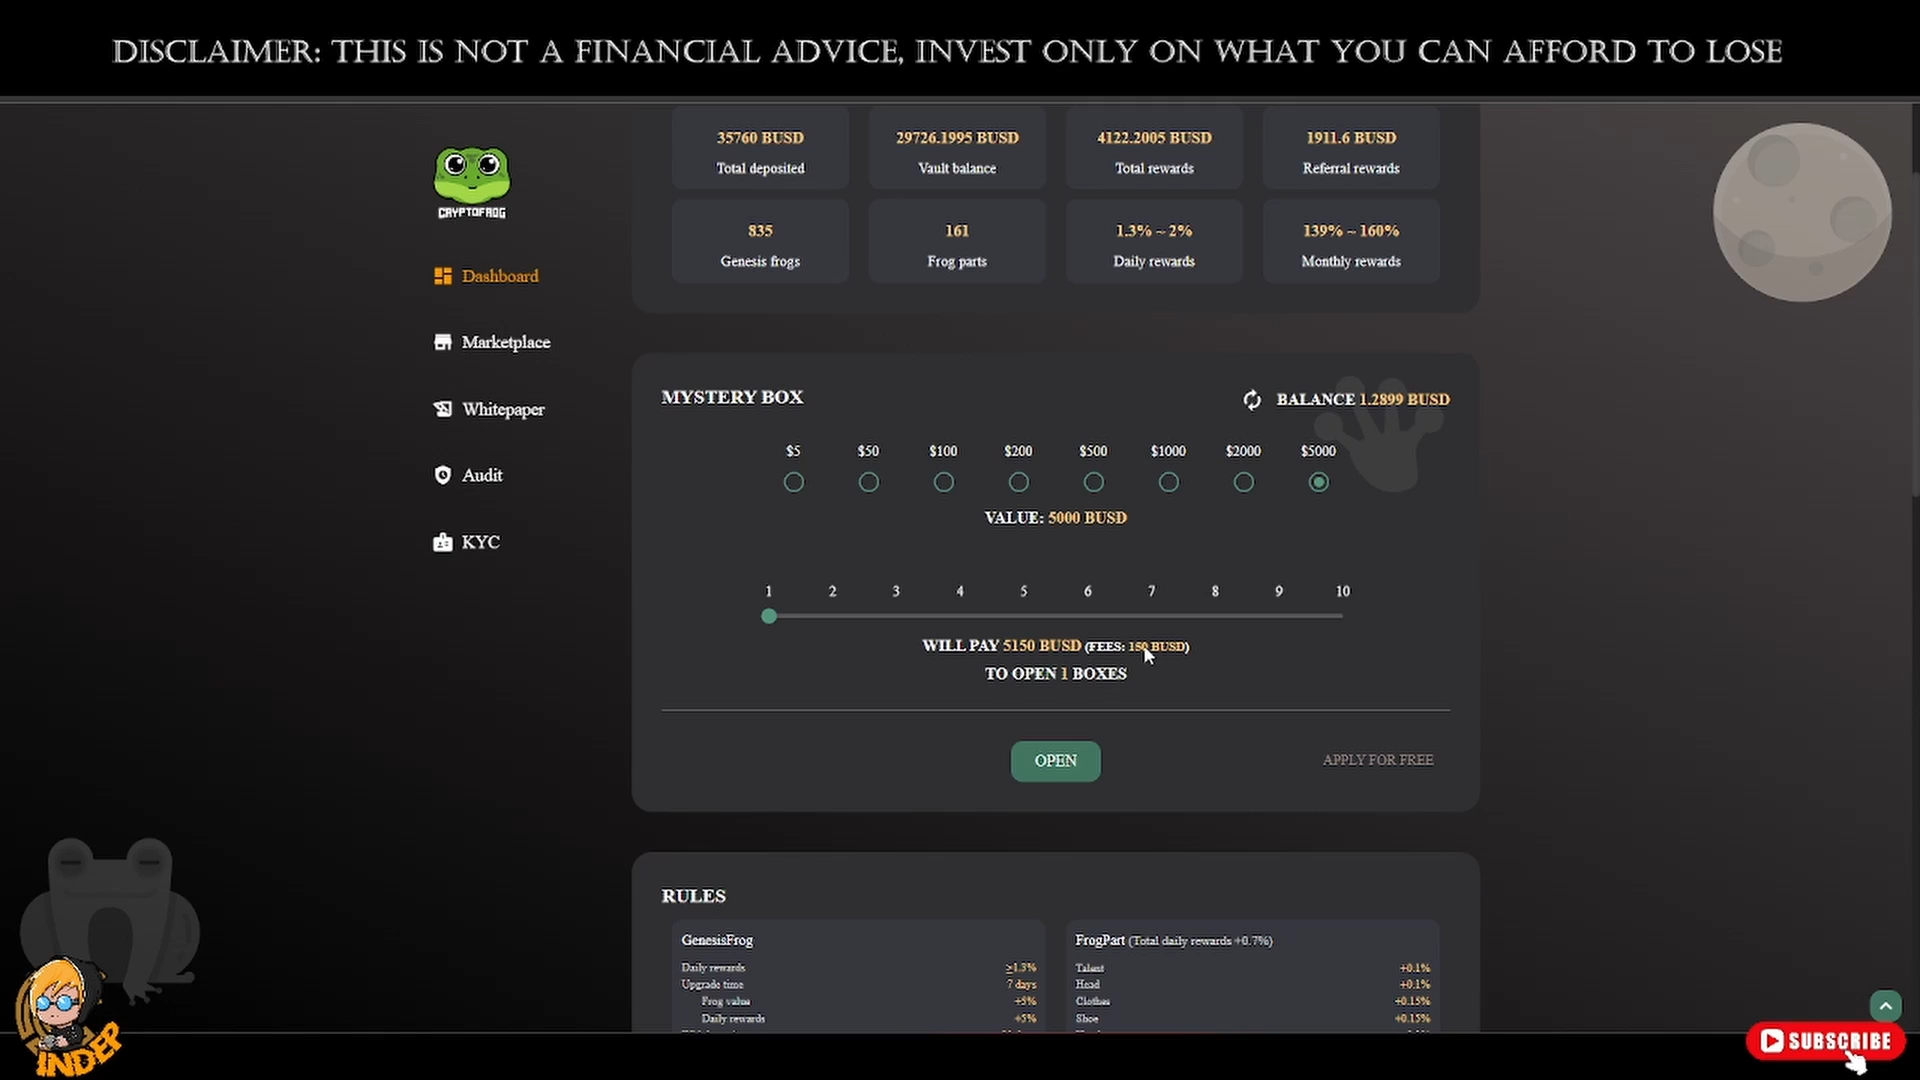 DISCLAIMER: THIS IS NOT A FINANCIAL ADVICE, INVEST ONLY ON WHAT YOU CAN AFFORD TO LOSE
35760 BUSD
Total deposited
29726.1995 BUSD
Vault balance
4122.2005 BUSD
Total rewards
1911.6 BUSD
Referral rewards
835
Genesis frogs
161
Frog parts
1.3% ~ 2%
Daily rewards
139% ~ 160%
Monthly rewards
CRYPTOFROG
Dashboard
Marketplace
Whitepaper
Audit
KYC
MYSTERY BOX
BALANCE 1.2899 BUSD
$5 $50 $100 $200 $500 $1000 $2000 $5000
VALUE: 5000 BUSD
1 2 3 4 5 6 7 8 9 10
WILL PAY 5150 BUSD (FEES: 150 BUSD)
TO OPEN 1 BOXES
OPEN
APPLY FOR FREE
RULES
GenesisFrog
Daily rewards ≥1.3%
Upgrade time 7 days
Frog value +5%
Daily rewards +5%
FrogPart (Total daily rewards +0.7%)
Talent +0.1%
Head +0.1%
Clothes +0.15%
Shoe +0.15%
INDEP
SUBSCRIBE